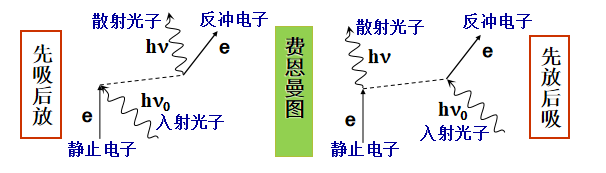 先吸后放
散射光子
反冲电子
hν
e
e
hν₀
入射光子
静止电子
费恩曼图
散射光子
反冲电子
hν
e
e
hν₀
入射光子
静止电子
先放后吸